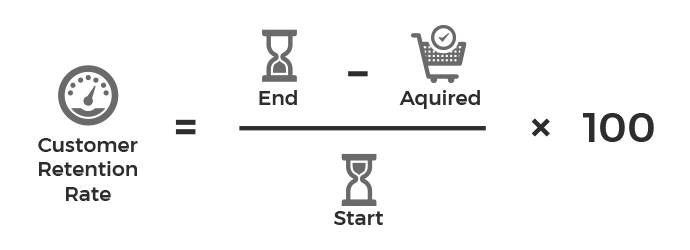 Customer
Retention
Rate
=
End
-
Aquired
Start
× 100